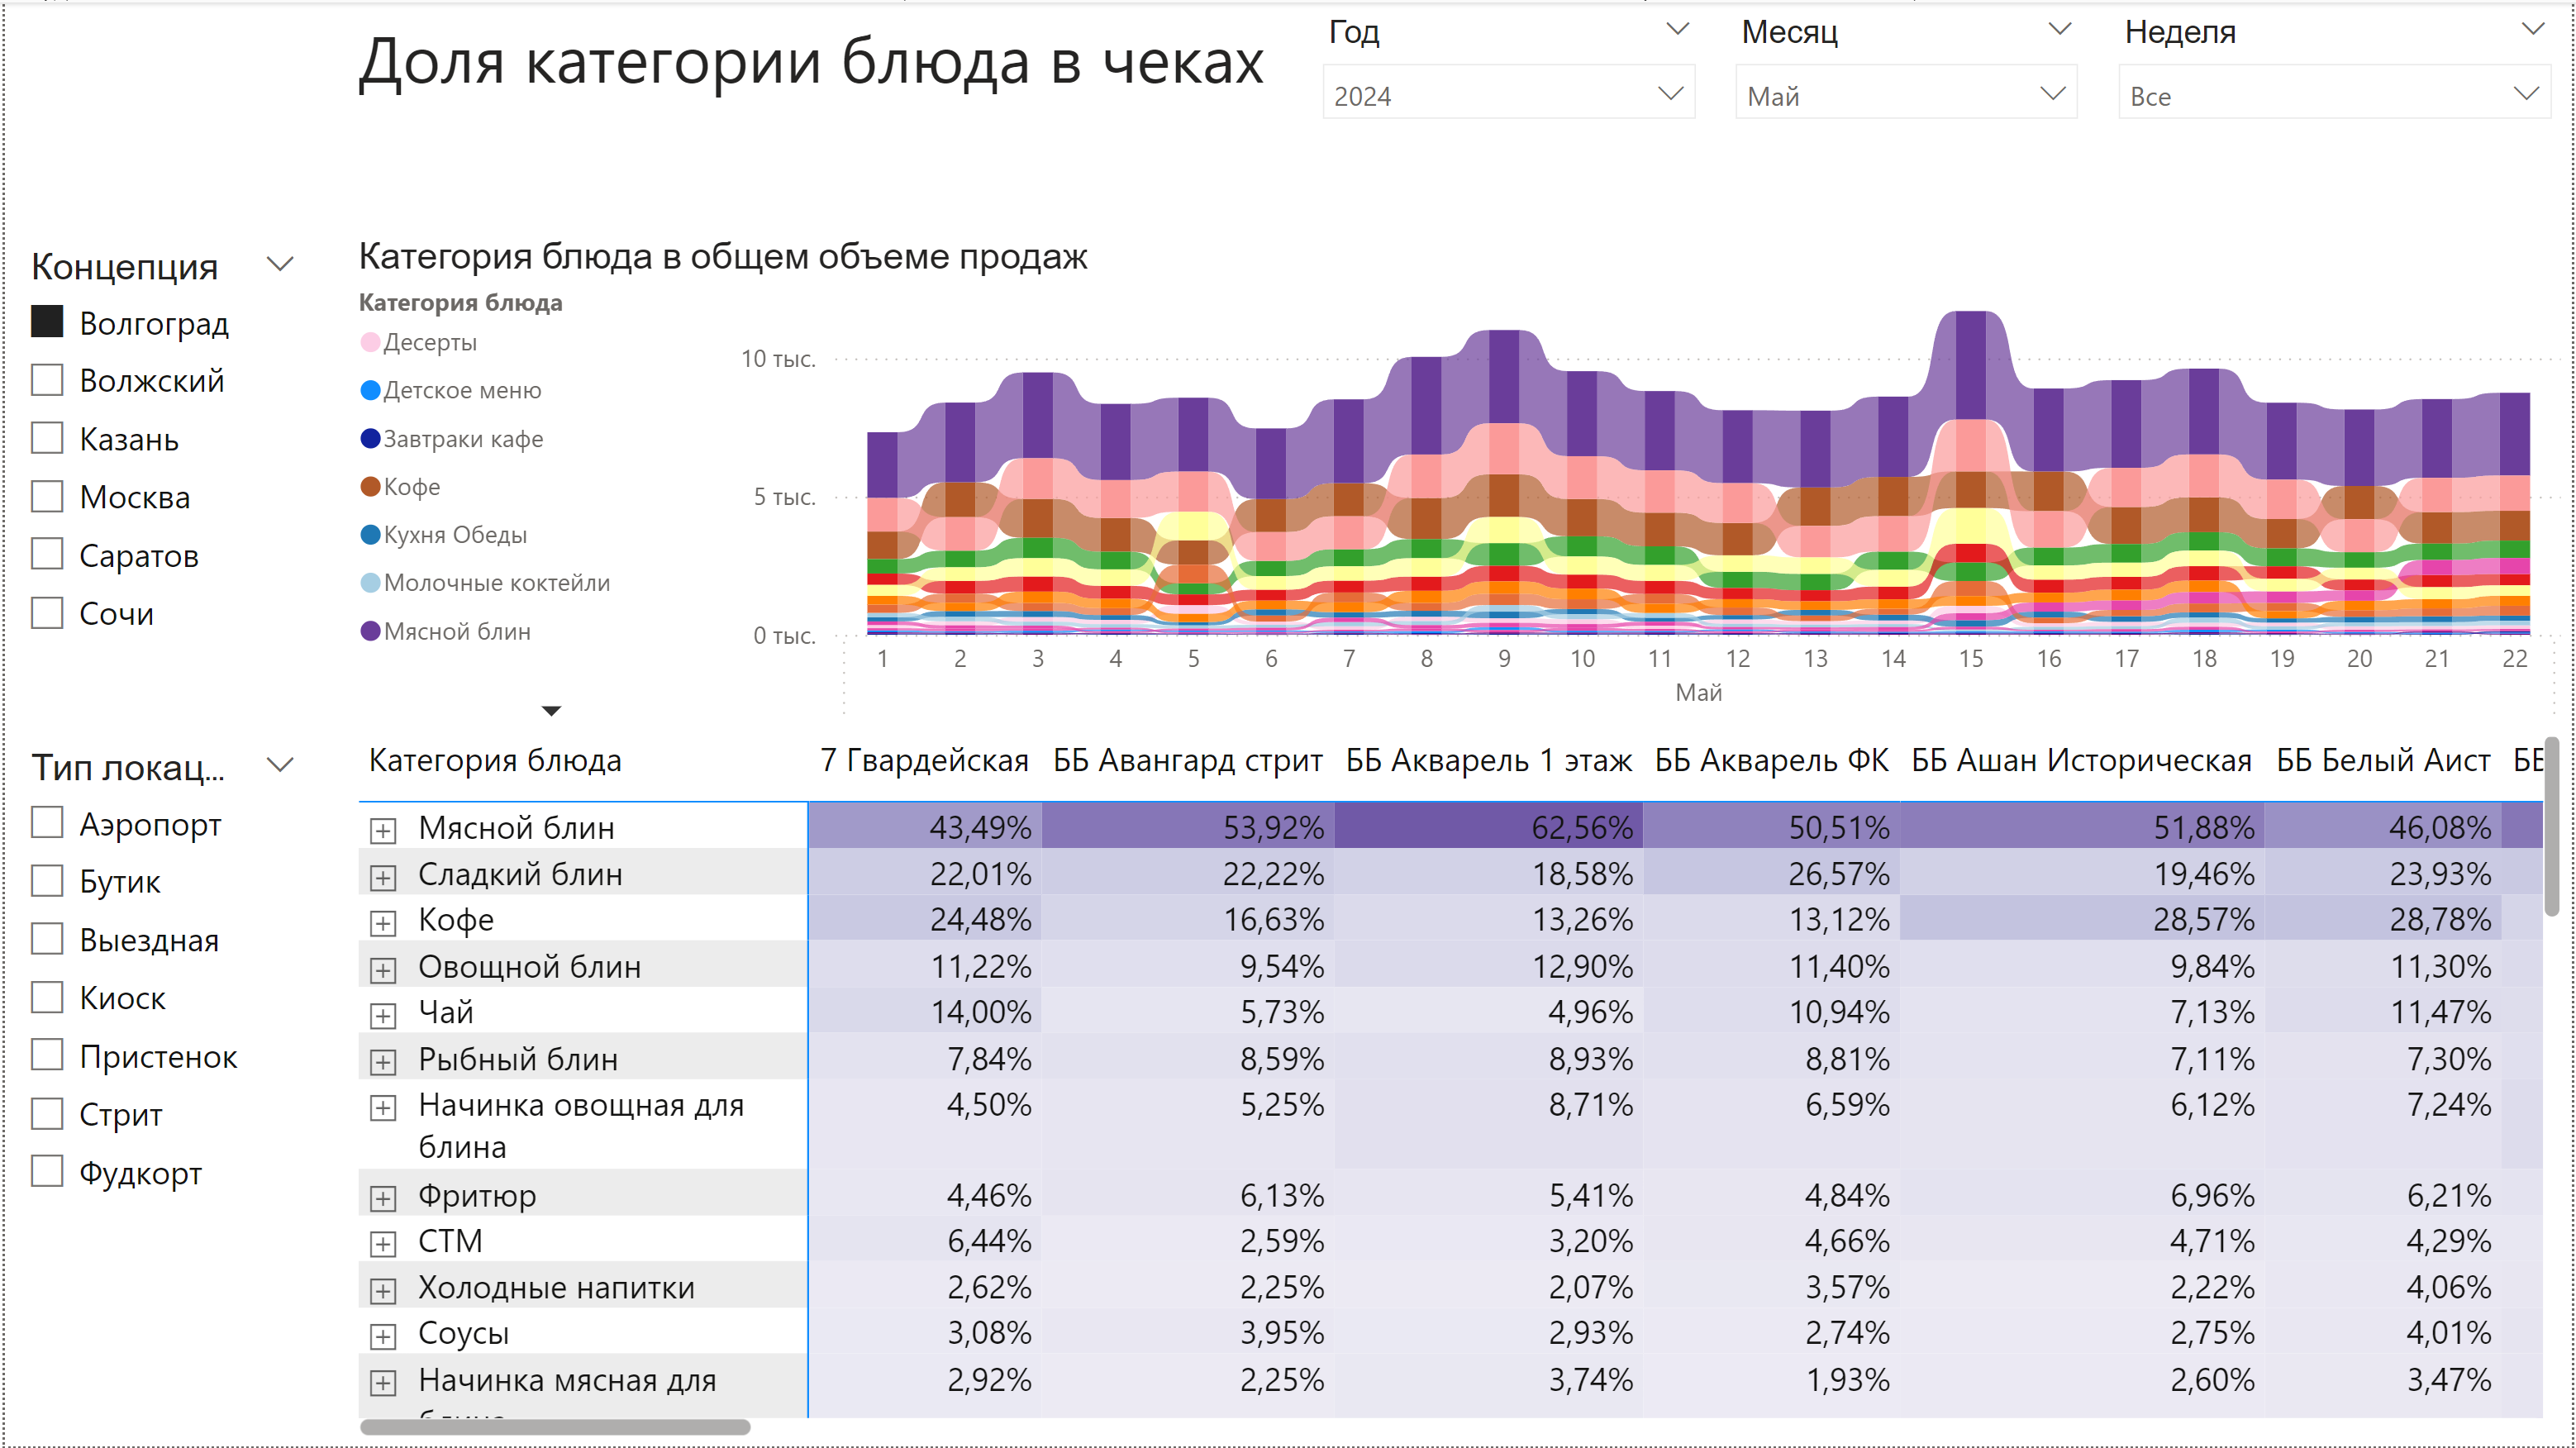 Доля категории блюда в чеках
Год
2024
Месяц
Май
Неделя
Все
Концепция
Волгоград
Волжский
Казань
Москва
Саратов
Сочи
Категория блюда в общем объеме продаж
Категория блюда
Десерты
Детское меню
Завтраки кафе
Кофе
Кухня Обеды
Молочные коктейли
Мясной блин
10 тыс.
5 тыс.
0 тыс.
1 2 3 4 5 6 7 8 9 10 11 12 13 14 15 16 17 18 19 20 21 22
Май
Тип локац...
Аэропорт
Бутик
Выездная
Киоск
Пристенок
Стрит
Фудкорт
Категория блюда 7 Гвардейская ББ Авангард стрит ББ Акварель 1 этаж ББ Акварель ФК ББ Ашан Историческая ББ Белый Аист ББ
Мясной блин 43,49% 53,92% 62,56% 50,51% 51,88% 46,08%
Сладкий блин 22,01% 22,22% 18,58% 26,57% 19,46% 23,93%
Кофе 24,48% 16,63% 13,26% 13,12% 28,57% 28,78%
Овощной блин 11,22% 9,54% 12,90% 11,40% 9,84% 11,30%
Чай 14,00% 5,73% 4,96% 10,94% 7,13% 11,47%
Рыбный блин 7,84% 8,59% 8,93% 8,81% 7,11% 7,30%
Начинка овощная для 4,50% 5,25% 8,71% 6,59% 6,12% 7,24%
блина
Фритюр 4,46% 6,13% 5,41% 4,84% 6,96% 6,21%
СТМ 6,44% 2,59% 3,20% 4,66% 4,71% 4,29%
Холодные напитки 2,62% 2,25% 2,07% 3,57% 2,22% 4,06%
Соусы 3,08% 3,95% 2,93% 2,74% 2,75% 4,01%
Начинка мясная для 2,92% 2,25% 3,74% 1,93% 2,60% 3,47%